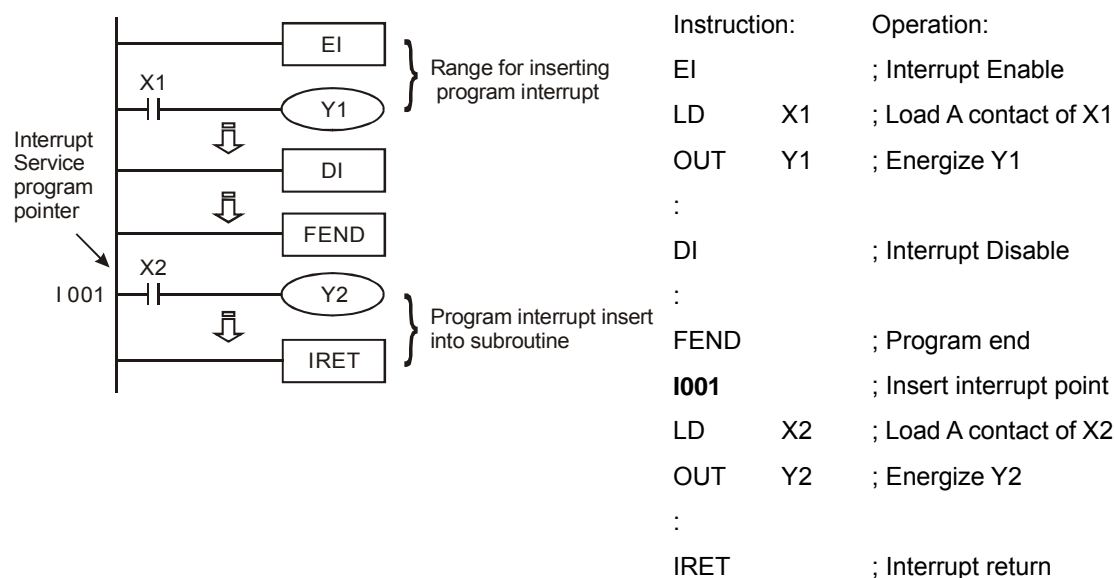 EI
Range for inserting
program interrupt
X1
Y1
Interrupt
Service
program
pointer
DI
FEND
X2
I 001
Y2
Program interrupt insert
into subroutine
IRET
Instruction: Operation:
EI ; Interrupt Enable
LD X1 ; Load A contact of X1
OUT Y1 ; Energize Y1
:
DI ; Interrupt Disable
:
FEND ; Program end
I001 ; Insert interrupt point
LD X2 ; Load A contact of X2
OUT Y2 ; Energize Y2
:
IRET ; Interrupt return